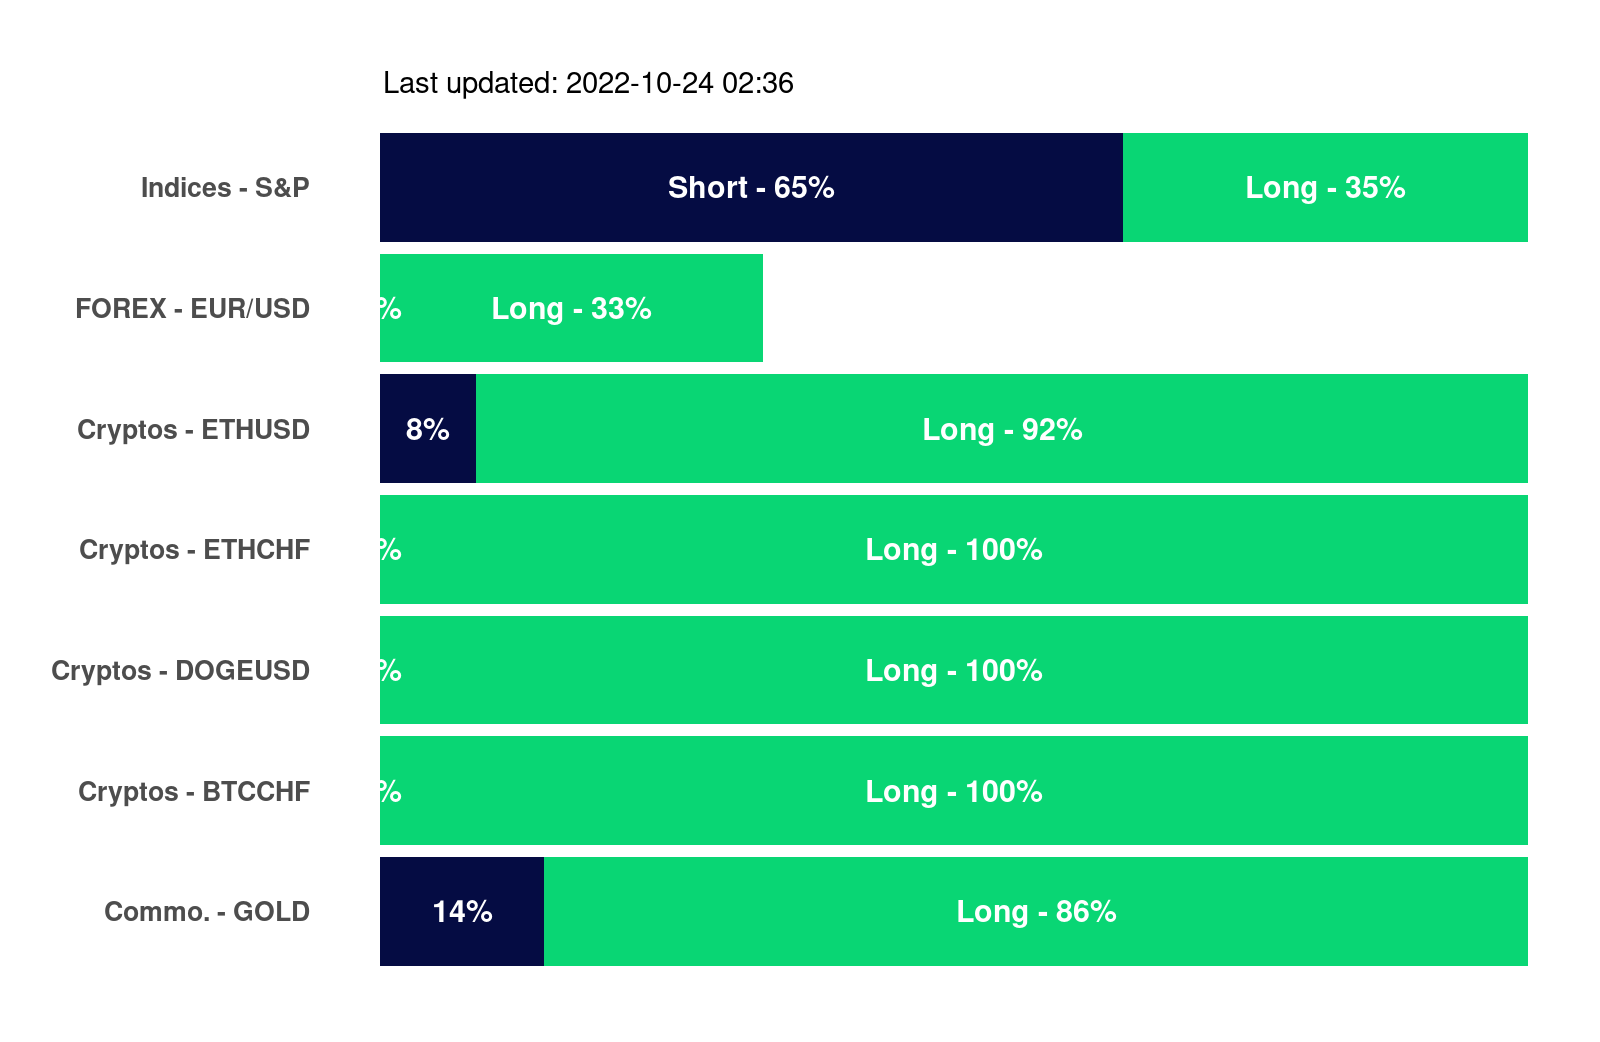 Last updated: 2022-10-24 02:36
Indices - S&P Short - 65% Long - 35%
FOREX - EUR/USD % Long - 33%
Cryptos - ETHUSD 8% Long - 92%
Cryptos - ETHCHF % Long - 100%
Cryptos - DOGEUSD % Long - 100%
Cryptos - BTCCHF % Long - 100%
Commo. - GOLD 14% Long - 86%